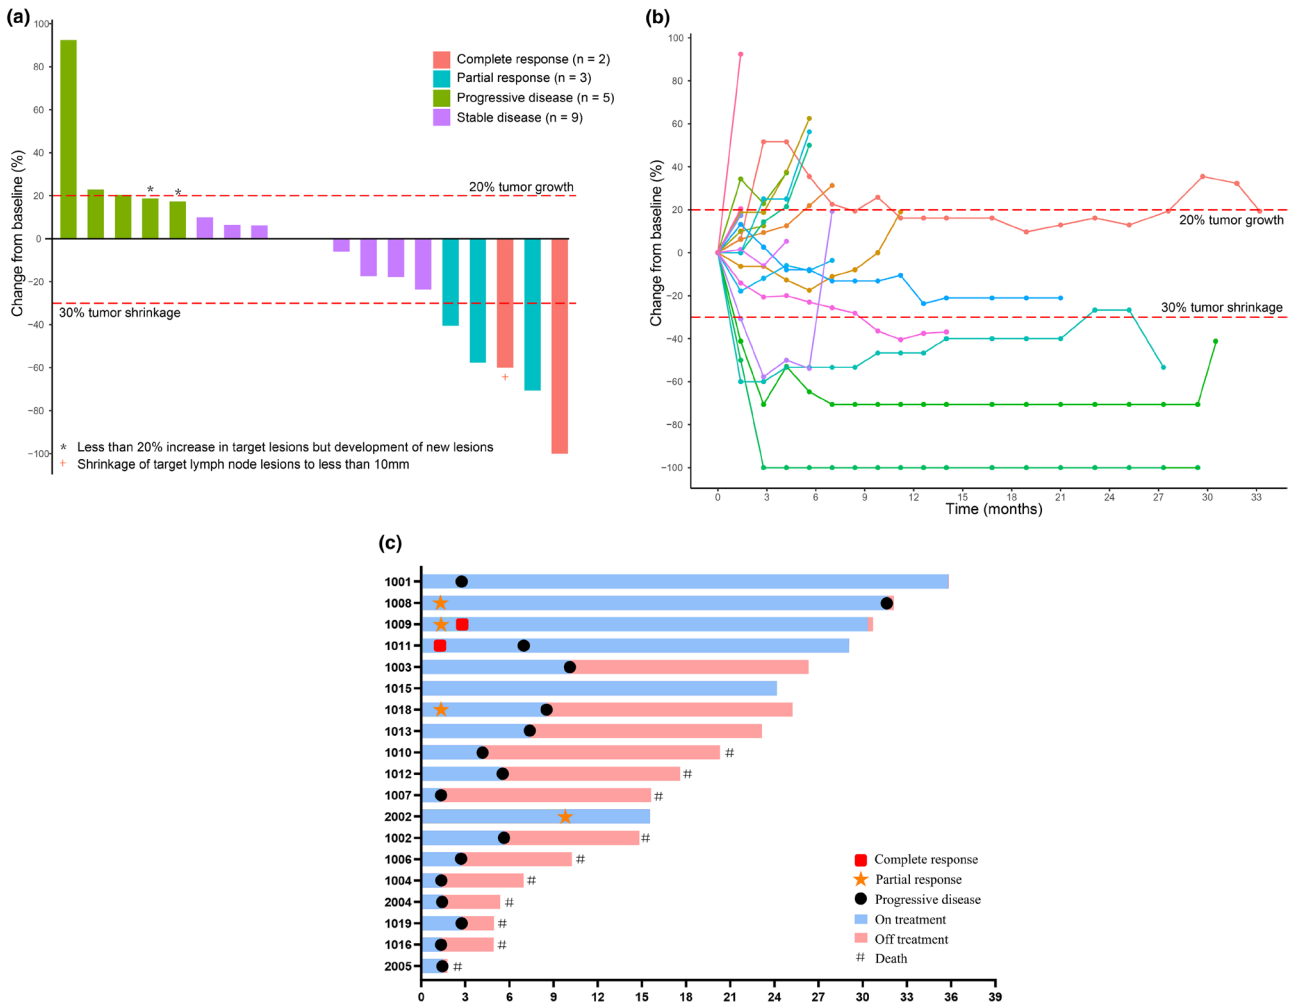 (a)
Change from baseline (%)
100
80
60
40
20
0
−20
−40
−60
−80
−100
Complete response (n = 2)
Partial response (n = 3)
Progressive disease (n = 5)
Stable disease (n = 9)
* *
20% tumor growth
30% tumor shrinkage
†
* Less than 20% increase in target lesions but development of new lesions
† Shrinkage of target lymph node lesions to less than 10mm
(b)
Change from baseline (%)
100
80
60
40
20
0
−20
−40
−60
−80
−100
20% tumor growth
30% tumor shrinkage
0 3 6 9 12 15 18 21 24 27 30 33
Time (months)
(c)
1001
1008
1009
1011
1003
1015
1018
1013
1010 #
1012 #
1007 #
2002
1002 #
1006 #
1004 #
2004 #
1019 #
1016 #
2005 #
Complete response
Partial response
Progressive disease
On treatment
Off treatment
# Death
0 3 6 9 12 15 18 21 24 27 30 33 36 39